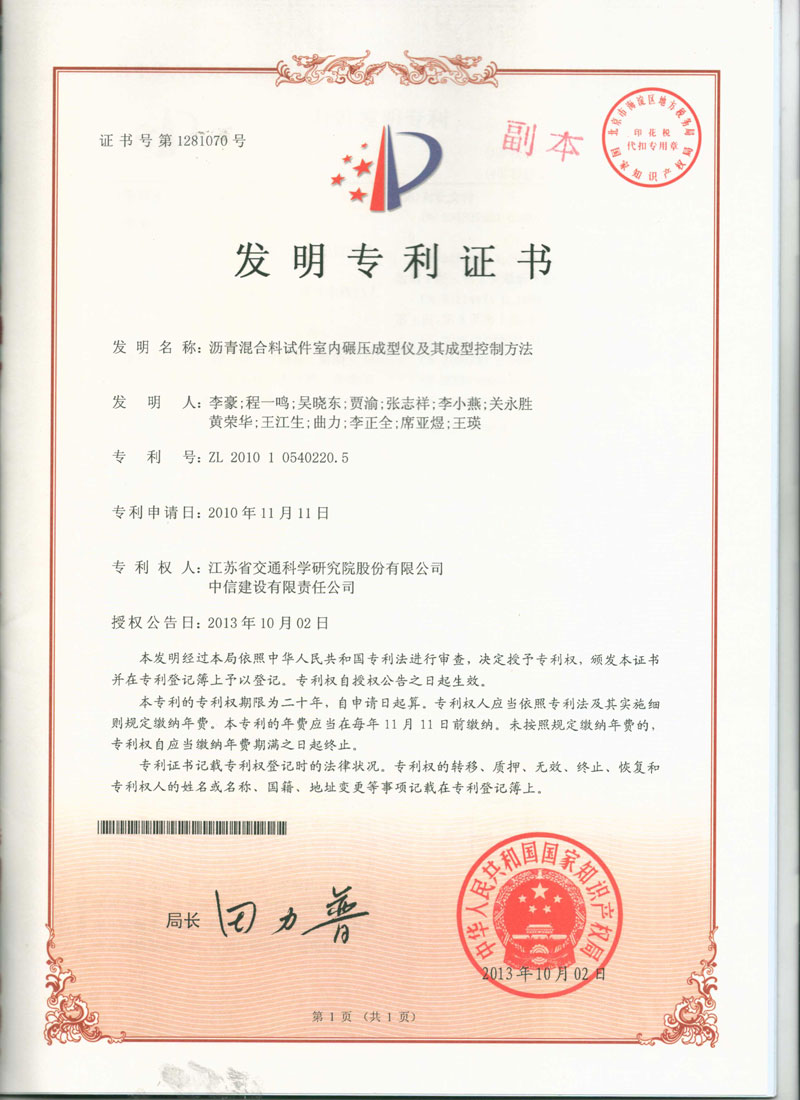 证书号第1281070号
副本
北京市海淀区地方税务局
印花税
代扣专用章
国家知识产权局
发明专利证书
发明名称：沥青混合料试件室内碾压成型仪及其成型控制方法
发明人：李豪;程一鸣;吴晓东;贾渝;张志祥;李小燕;关永胜
黄荣华;王江生;曲力;李正全;席亚煜;王瑛
专利号：ZL 2010 1 0540220.5
专利申请日：2010年11月11日
专利权人：江苏省交通科学研究院股份有限公司
中信建设有限责任公司
授权公告日：2013年10月02日
本发明经过本局依照中华人民共和国专利法进行审查，决定授予专利权，颁发本证书
并在专利登记簿上予以登记。专利权自授权公告之日起生效。
本专利的专利权期限为二十年，自申请日起算。专利权人应当依照专利法及其实施细
则规定缴纳年费。本专利的年费应当在每年11月11日前缴纳。未按照规定缴纳年费的，
专利权自应当缴纳年费期满之日起终止。
专利证书记载专利权登记时的法律状况。专利权的转移、质押、无效、终止、恢复和
专利权人的姓名或名称、国籍、地址变更等事项记载在专利登记簿上。
局长 田力普
中华人民共和国国家知识产权局
2013年10月02日
第1页（共1页）